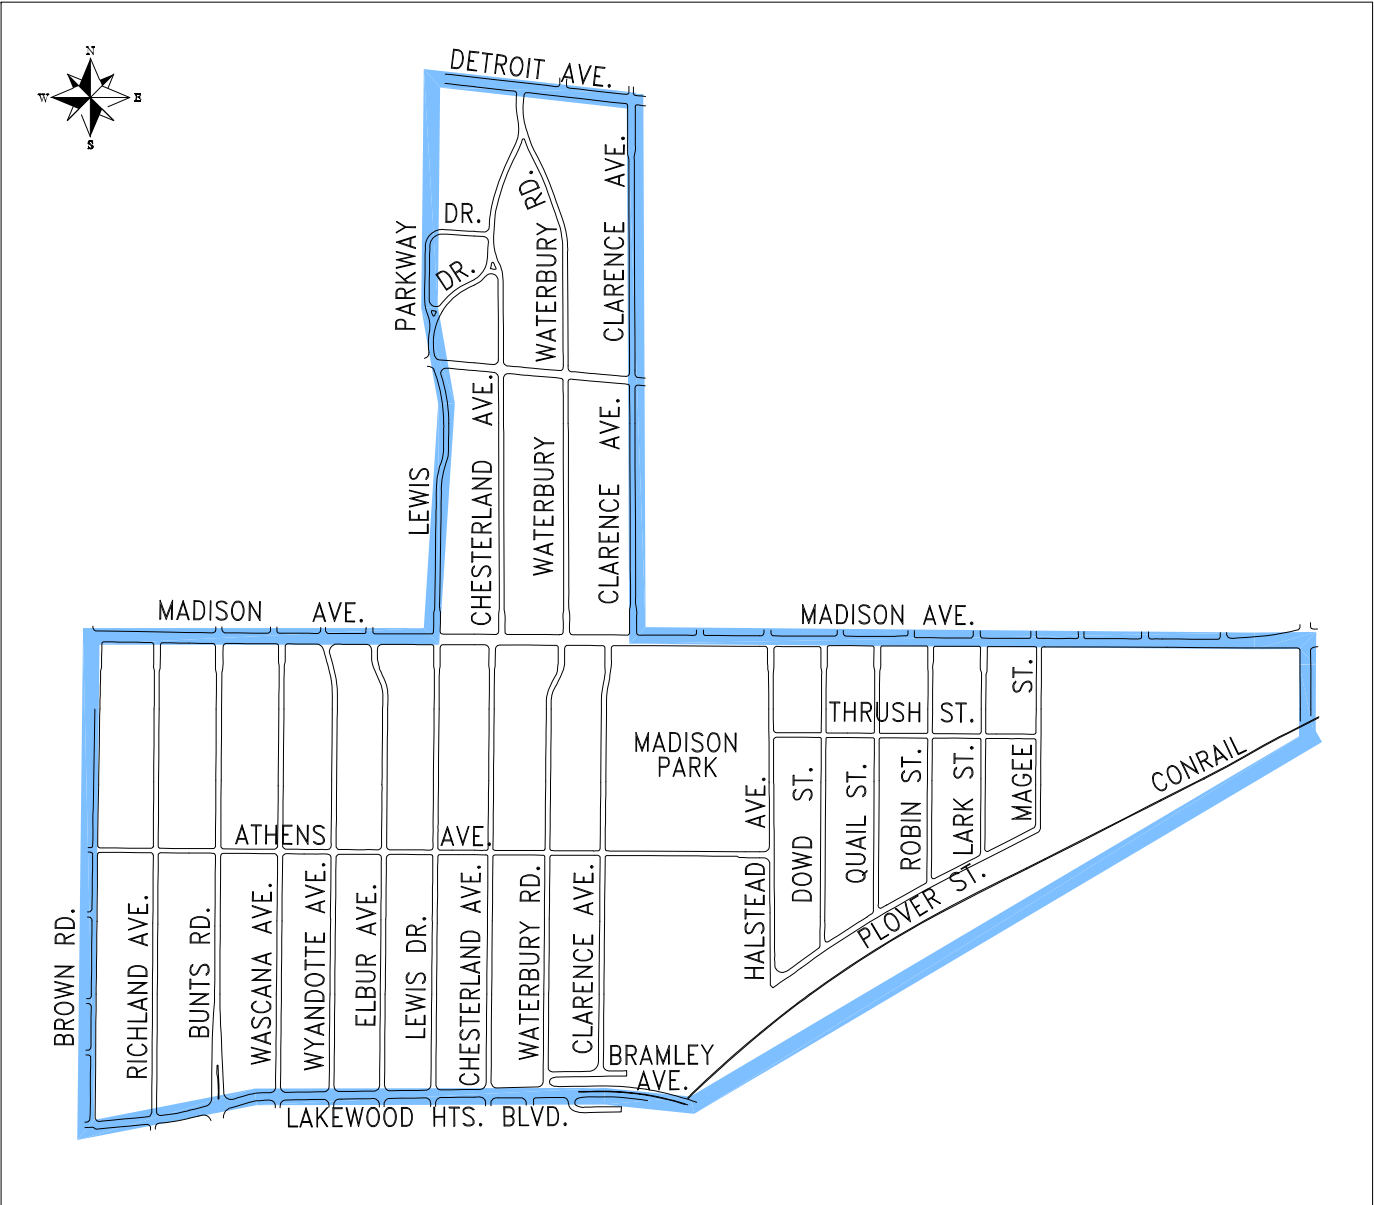 N
W E
S
DETROIT AVE.
CLARENCE AVE.
WATERBURY RD.
DR.
PARKWAY
DR.
CHESTERLAND AVE.
CLARENCE AVE.
WATERBURY
LEWIS
MADISON AVE.
MADISON AVE.
ST.
THRUSH ST.
MADISON
PARK
CONRAIL
MAGEE
LARK ST.
ROBIN ST.
QUAIL ST.
DOWD ST.
AVE.
HALSTEAD
ATHENS AVE.
PLOVER ST.
BROWN RD.
RICHLAND AVE.
BUNTS RD.
WASCANA AVE.
WYANDOTTE AVE.
ELBUR AVE.
LEWIS DR.
CHESTERLAND AVE.
WATERBURY RD.
CLARENCE AVE.
BRAMLEY
AVE.
LAKEWOOD HTS. BLVD.